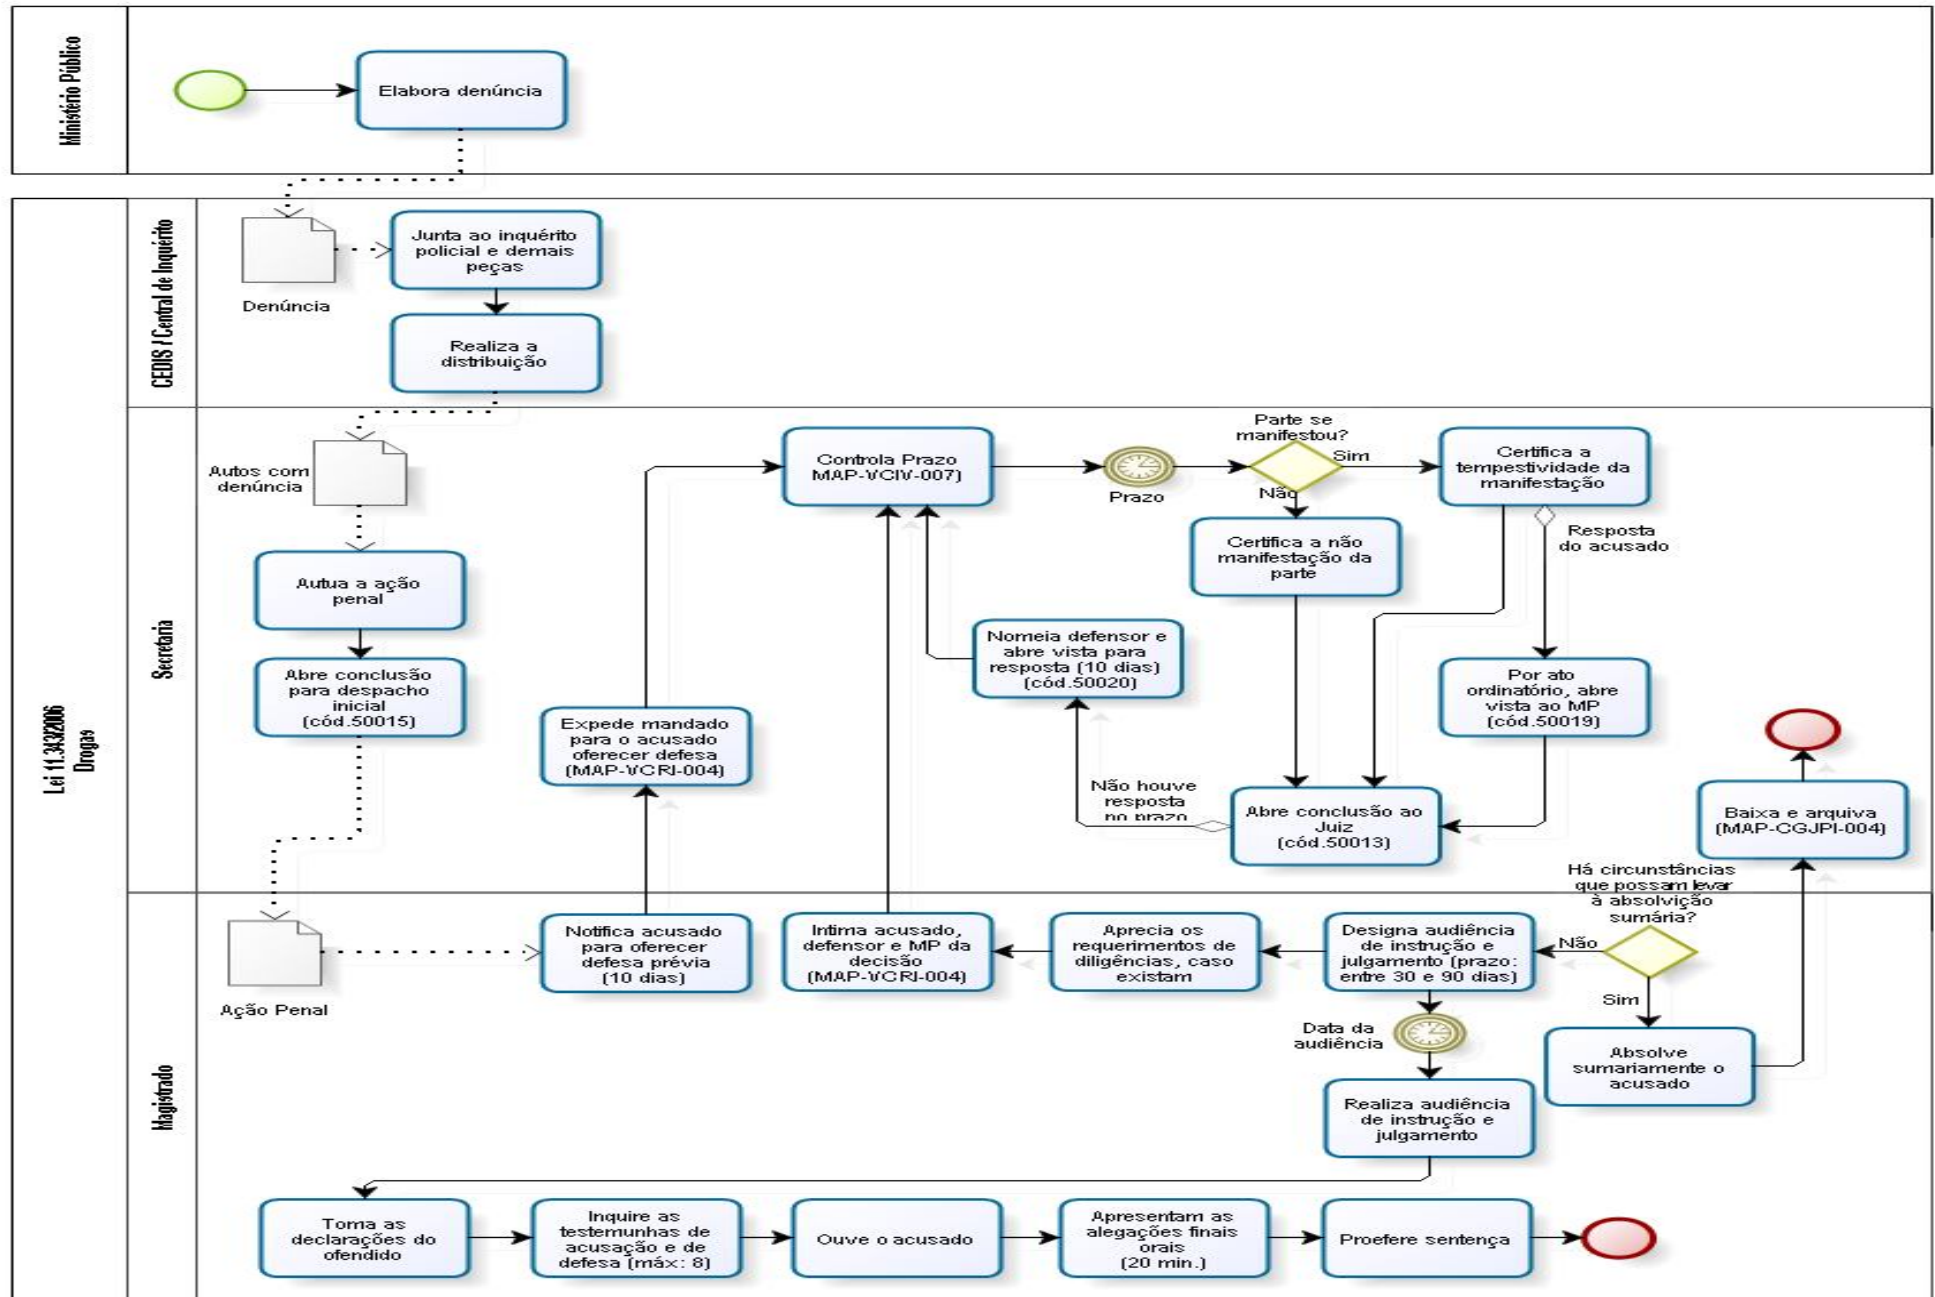 Ministério Público
Elabora denúncia
Lei 11.343/2006
Drogas
CEDIS / Central de Inquérito
Junta ao inquérito
policial e demais
peças
Denúncia
Realiza a
distribuição
Secretaria
Autos com
denúncia
Autua a ação
penal
Abre conclusão
para despacho
inicial
(cód.50015)
Expede mandado
para o acusado
oferecer defesa
(MAP-VCRI-004)
Controla Prazo
MAP-VCIV-007)
Prazo
Parte se
manifestou?
Sim
Não
Certifica a
tempestividade da
manifestação
Certifica a não
manifestação da
parte
Resposta
do acusado
Nomeia defensor e
abre vista para
resposta (10 dias)
(cód.50020)
Por ato
ordinatório, abre
vista ao MP
(cód.50019)
Não houve
resposta
no prazo
Abre conclusão ao
Juiz
(cód.50013)
Baixa e arquiva
(MAP-CGJPI-004)
Magistrado
Ação Penal
Notifica acusado
para oferecer
defesa prévia
(10 dias)
Intima acusado,
defensor e MP da
decisão
(MAP-VCRI-004)
Aprecia os
requerimentos de
diligências, caso
existam
Designa audiência
de instrução e
julgamento (prazo:
entre 30 e 90 dias)
Há circunstâncias
que possam levar
à absolvição
sumária?
Não
Sim
Data da
audiência
Absolve
sumariamente o
acusado
Realiza audiência
de instrução e
julgamento
Toma as
declarações do
ofendido
Inquire as
testemunhas de
acusação e de
defesa (máx: 8)
Ouve o acusado
Apresentam as
alegações finais
orais
(20 min.)
Proefere sentença